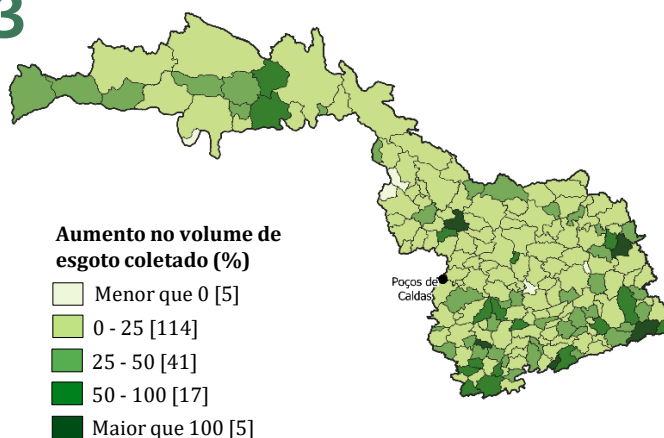 3
Aumento no volume de
esgoto coletado (%)
Menor que 0 [5]
0 - 25 [114]
25 - 50 [41]
50 - 100 [17]
Maior que 100 [5]
Poços de
Caldas